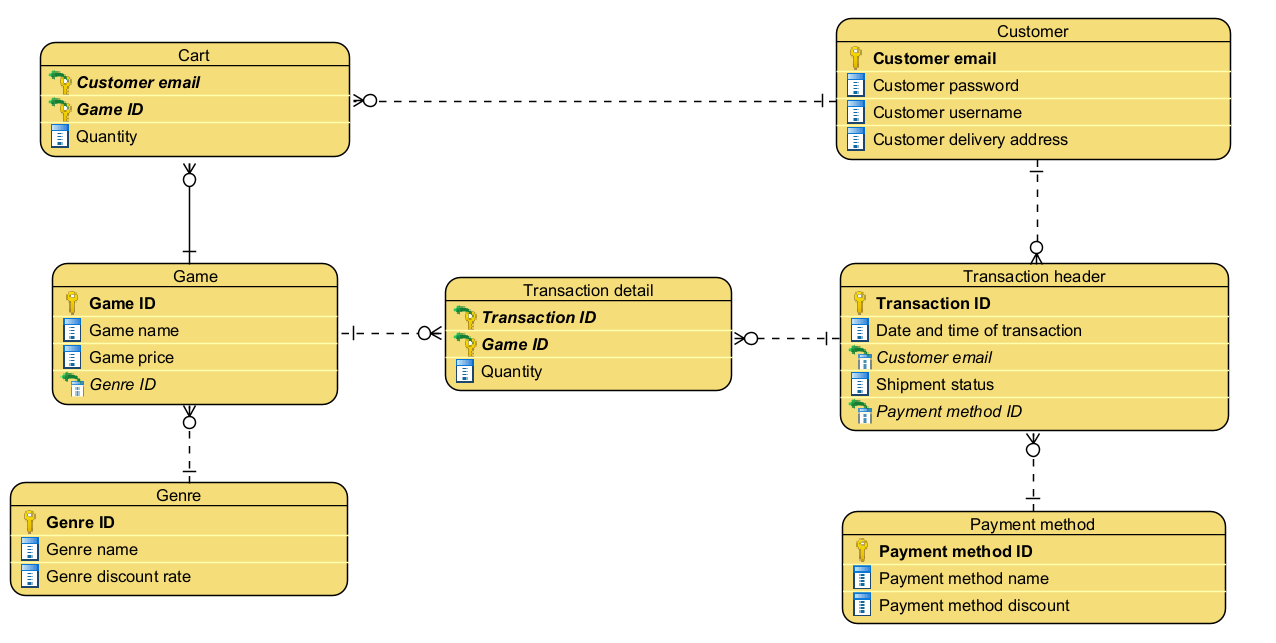 Cart
Customer email
Game ID
Quantity
Customer
Customer email
Customer password
Customer username
Customer delivery address
Game
Game ID
Game name
Game price
Genre ID
Transaction detail
Transaction ID
Game ID
Quantity
Transaction header
Transaction ID
Date and time of transaction
Customer email
Shipment status
Payment method ID
Genre
Genre ID
Genre name
Genre discount rate
Payment method
Payment method ID
Payment method name
Payment method discount